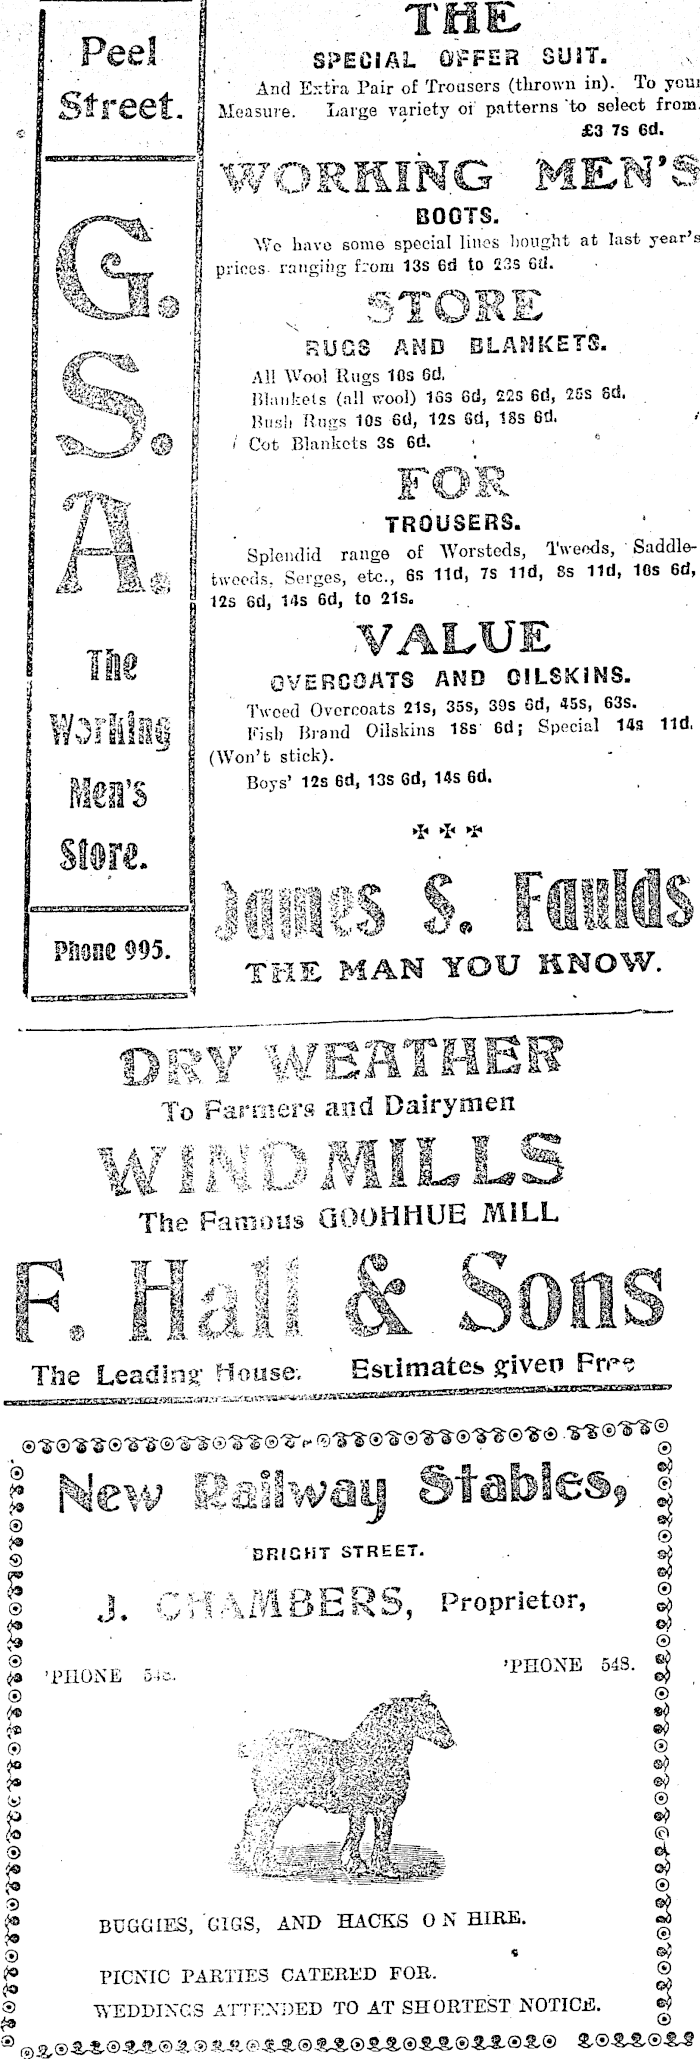 Peel
Street.
G.
S.
A.
The
Working
Men's
Store.
Phone 995.
THE
SPECIAL OFFER SUIT.
And Extra Pair of Trousers (thrown in). To your
Measure. Large variety of patterns to select from.
£3 7s 6d.
WORKING MEN'S
BOOTS.
We have some special lines bought at last year's
prices ranging from 13s 6d to 23s 6d.
STORE
RUGS AND BLANKETS.
All Wool Rugs 10s 6d.
Blankets (all wool) 16s 6d, 22s 6d, 25s 6d.
Bush Rugs 10s 6d, 12s 6d, 18s 6d.
Cot Blankets 3s 6d.
FOR
TROUSERS.
Splendid range of Worsteds, Tweeds, Saddle-
tweeds, Serges, etc., 6s 11d, 7s 11d, 8s 11d, 10s 6d,
12s 6d, 14s 6d, to 21s.
VALUE
OVERCOATS AND OILSKINS.
Tweed Overcoats 21s, 35s, 39s 6d, 45s, 63s.
Fish Brand Oilskins 18s 6d; Special 14s 11d.
(Won't stick).
Boys' 12s 6d, 13s 6d, 14s 6d.
James S. Faulds
THE MAN YOU KNOW.
DRY WEATHER
To Farmers and Dairymen
WINDMILLS
The Famous GOOHHUE MILL
F. Hall & Sons
The Leading House. Estimates given Free
New Railway Stables,
BRIGHT STREET.
J. CHAMBERS, Proprietor,
'PHONE 548. 'PHONE 548.
BUGGIES, GIGS, AND HACKS ON HIRE.
PICNIC PARTIES CATERED FOR.
WEDDINGS ATTENDED TO AT SHORTEST NOTICE.